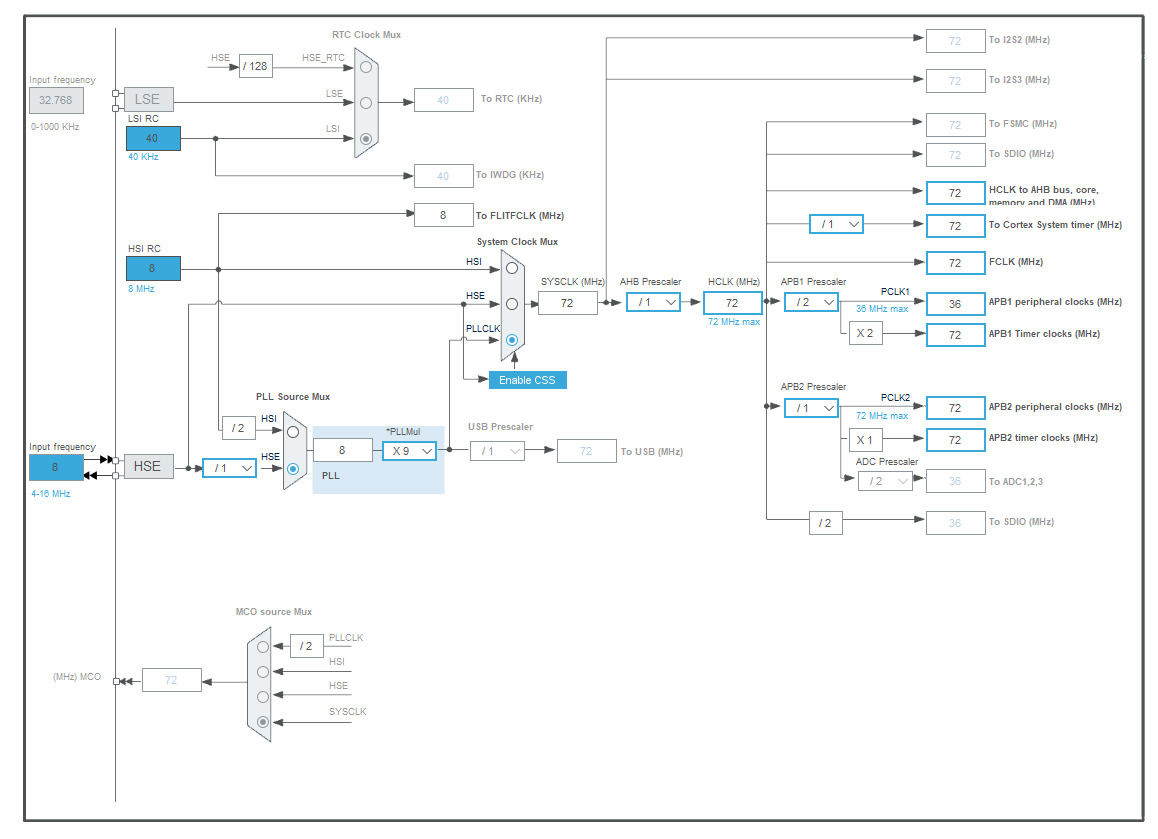 RTC Clock Mux
HSE
/ 128
HSE_RTC
Input frequency
32.768
0-1000 KHz
LSE
LSE
40
To RTC (KHz)
LSI RC
40
40 KHz
LSI
40
To IWDG (KHz)
8
To FLITFCLK (MHz)
HSI RC
8
8 MHz
System Clock Mux
HSI
HSE
PLLCLK
SYSCLK (MHz)
72
AHB Prescaler
/ 1
HCLK (MHz)
72
72 MHz max
Enable CSS
72
To I2S2 (MHz)
72
To I2S3 (MHz)
72
To FSMC (MHz)
72
To SDIO (MHz)
72
HCLK to AHB bus, core,
memory and DMA (MHz)
/ 1
72
To Cortex System timer (MHz)
72
FCLK (MHz)
APB1 Prescaler
/ 2
PCLK1
36 MHz max
36
APB1 peripheral clocks (MHz)
X 2
72
APB1 Timer clocks (MHz)
APB2 Prescaler
/ 1
PCLK2
72 MHz max
72
APB2 peripheral clocks (MHz)
X 1
72
APB2 timer clocks (MHz)
ADC Prescaler
/ 2
36
To ADC1,2,3
/ 2
36
To SDIO (MHz)
PLL Source Mux
/ 2
HSI
Input frequency
8
4-16 MHz
HSE
/ 1
HSE
8
*PLLMul
X 9
PLL
USB Prescaler
/ 1
72
To USB (MHz)
MCO source Mux
/ 2
PLLCLK
HSI
HSE
SYSCLK
(MHz) MCO
72